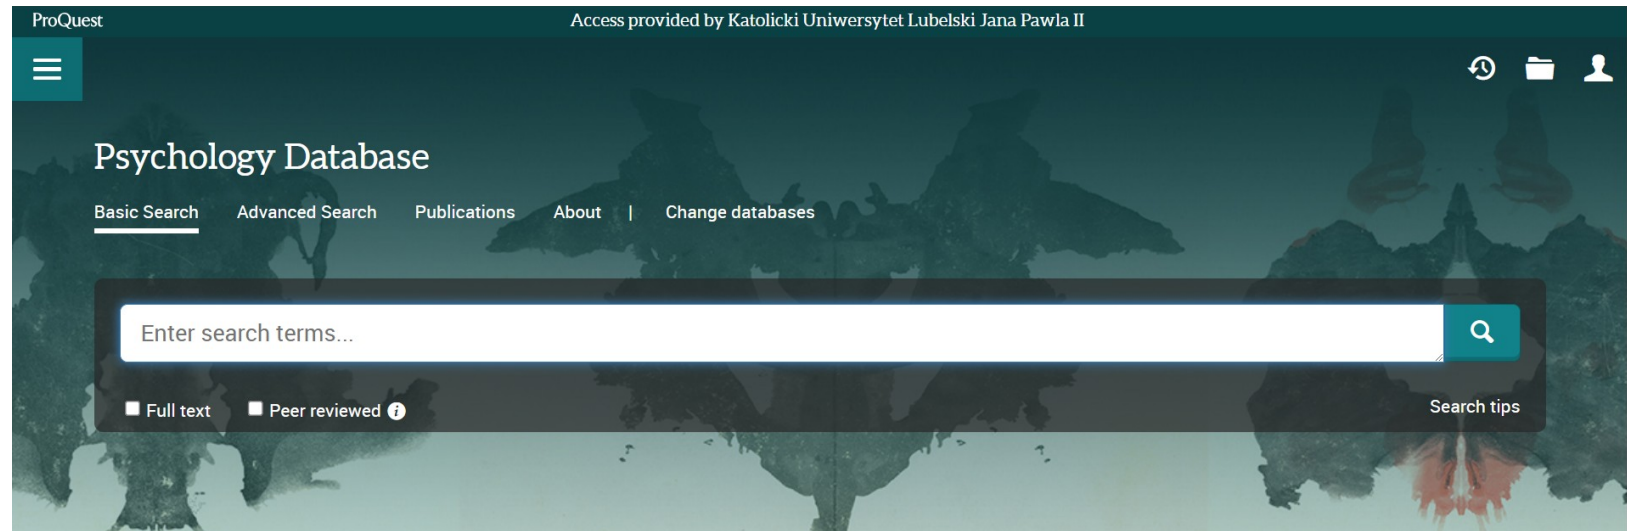 ProQuest Access provided by Katolicki Uniwersytet Lubelski Jana Pawla II
Psychology Database
Basic Search Advanced Search Publications About | Change databases
Enter search terms...
Full text Peer reviewed Search tips